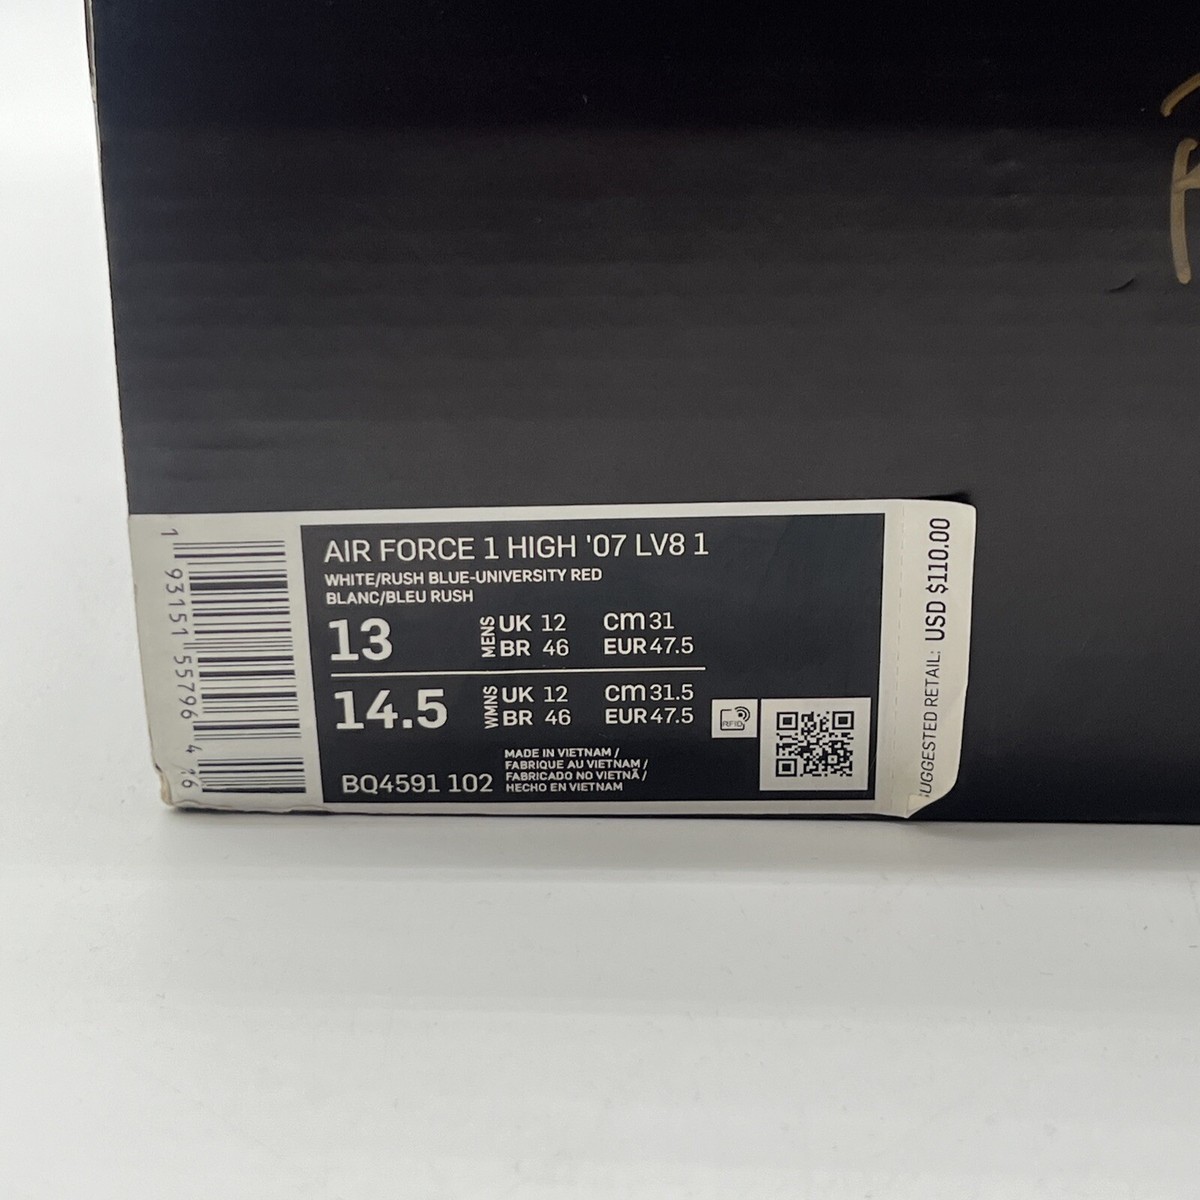 AIR FORCE 1 HIGH '07 LV8 1
WHITE/RUSH BLUE-UNIVERSITY RED
BLANC/BLEU RUSH
13 MENS UK 12 cm 31
BR 46 EUR 47.5
14.5 WMNS UK 12 cm 31.5
BR 46 EUR 47.5
RFID
BQ4591 102
MADE IN VIETNAM /
FABRIQUE AU VIETNAM /
FABRICADO NO VIETNÃ /
HECHO EN VIETNAM
1 93151 55796 4 16
SUGGESTED RETAIL: USD $110.00